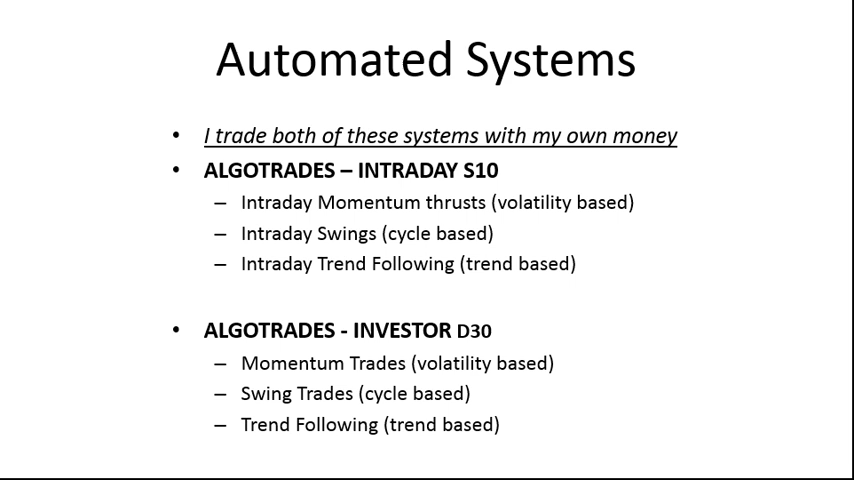 Automated Systems
• I trade both of these systems with my own money
• ALGOTRADES – INTRADAY S10
– Intraday Momentum thrusts (volatility based)
– Intraday Swings (cycle based)
– Intraday Trend Following (trend based)
• ALGOTRADES - INVESTOR D30
– Momentum Trades (volatility based)
– Swing Trades (cycle based)
– Trend Following (trend based)